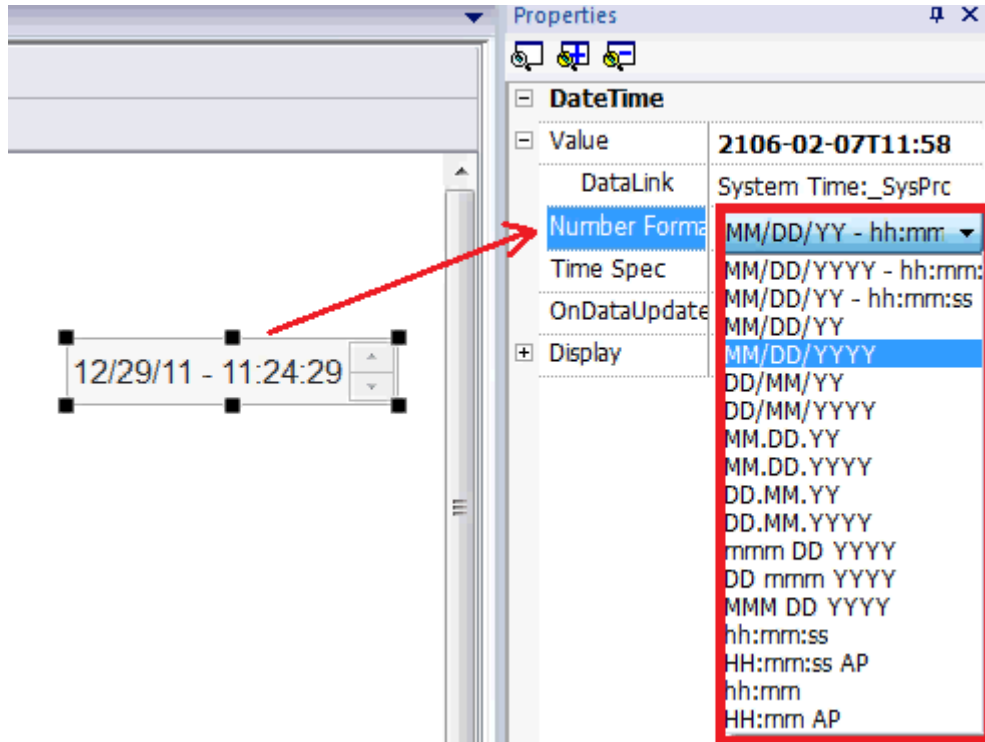 Properties
DateTime
Value 2106-02-07T11:58
DataLink System Time:_SysPrc
Number Forma MM/DD/YY - hh:mm
Time Spec
OnDataUpdate
Display
MM/DD/YYYY - hh:mm:
MM/DD/YY - hh:mm:ss
MM/DD/YY
MM/DD/YYYY
DD/MM/YY
DD/MM/YYYY
MM.DD.YY
MM.DD.YYYY
DD.MM.YY
DD.MM.YYYY
mmm DD YYYY
DD mmm YYYY
MMM DD YYYY
hh:mm:ss
HH:mm:ss AP
hh:mm
HH:mm AP
12/29/11 - 11:24:29